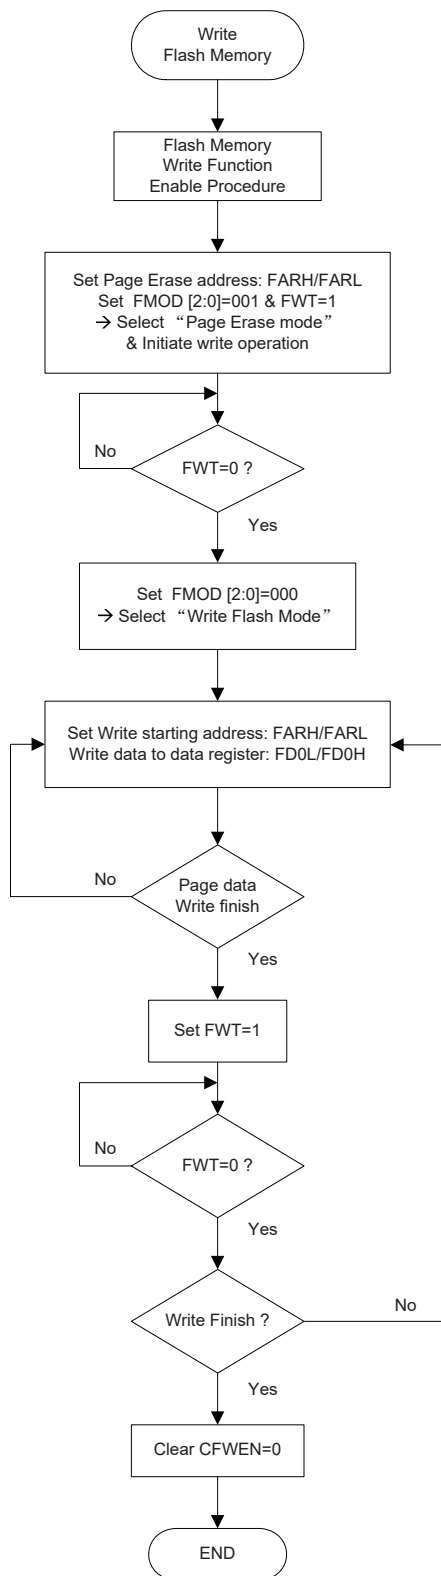 Write
Flash Memory
Flash Memory
Write Function
Enable Procedure
Set Page Erase address: FARH/FARL
Set FMOD [2:0]=001 & FWT=1
→ Select “Page Erase mode”
& Initiate write operation
No
FWT=0 ?
Yes
Set FMOD [2:0]=000
→ Select “Write Flash Mode”
Set Write starting address: FARH/FARL
Write data to data register: FD0L/FD0H
No
Page data
Write finish
Yes
Set FWT=1
No
FWT=0 ?
Yes
Write Finish ?
No
Yes
Clear CFWEN=0
END